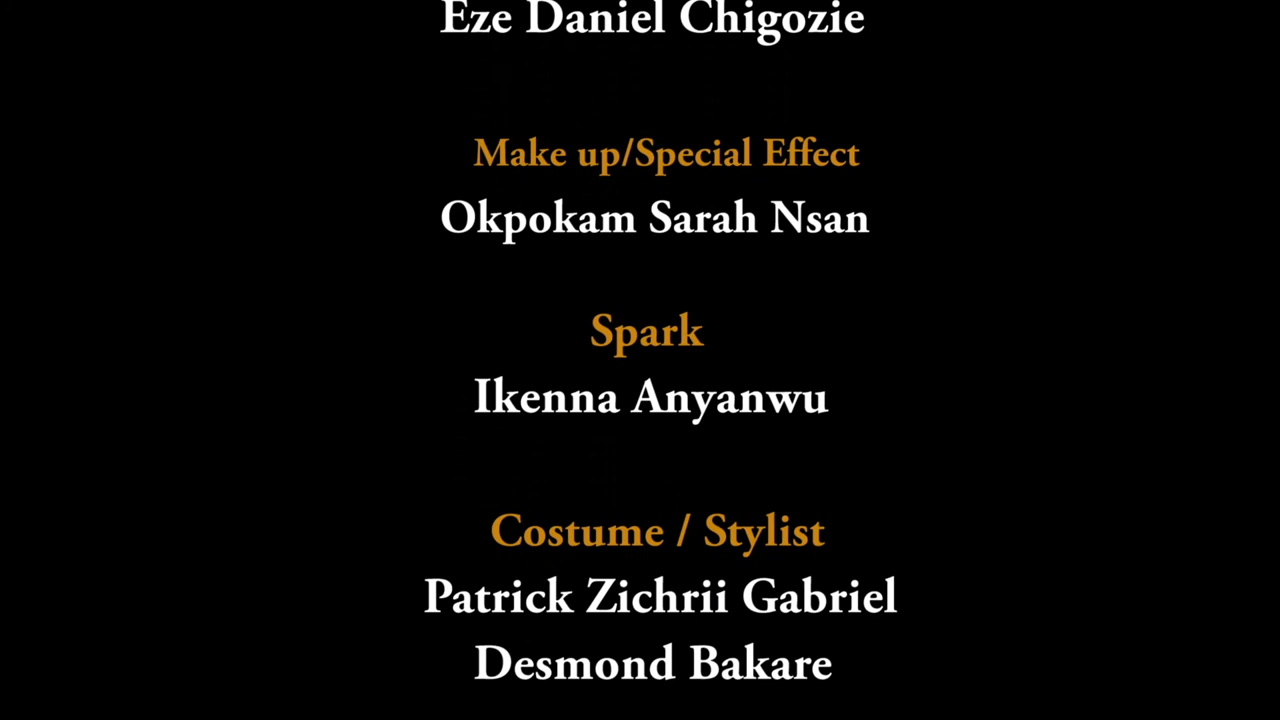 Eze Daniel Chigozie
Make up/Special Effect
Okpokam Sarah Nsan
Spark
Ikenna Anyanwu
Costume / Stylist
Patrick Zichrii Gabriel
Desmond Bakare